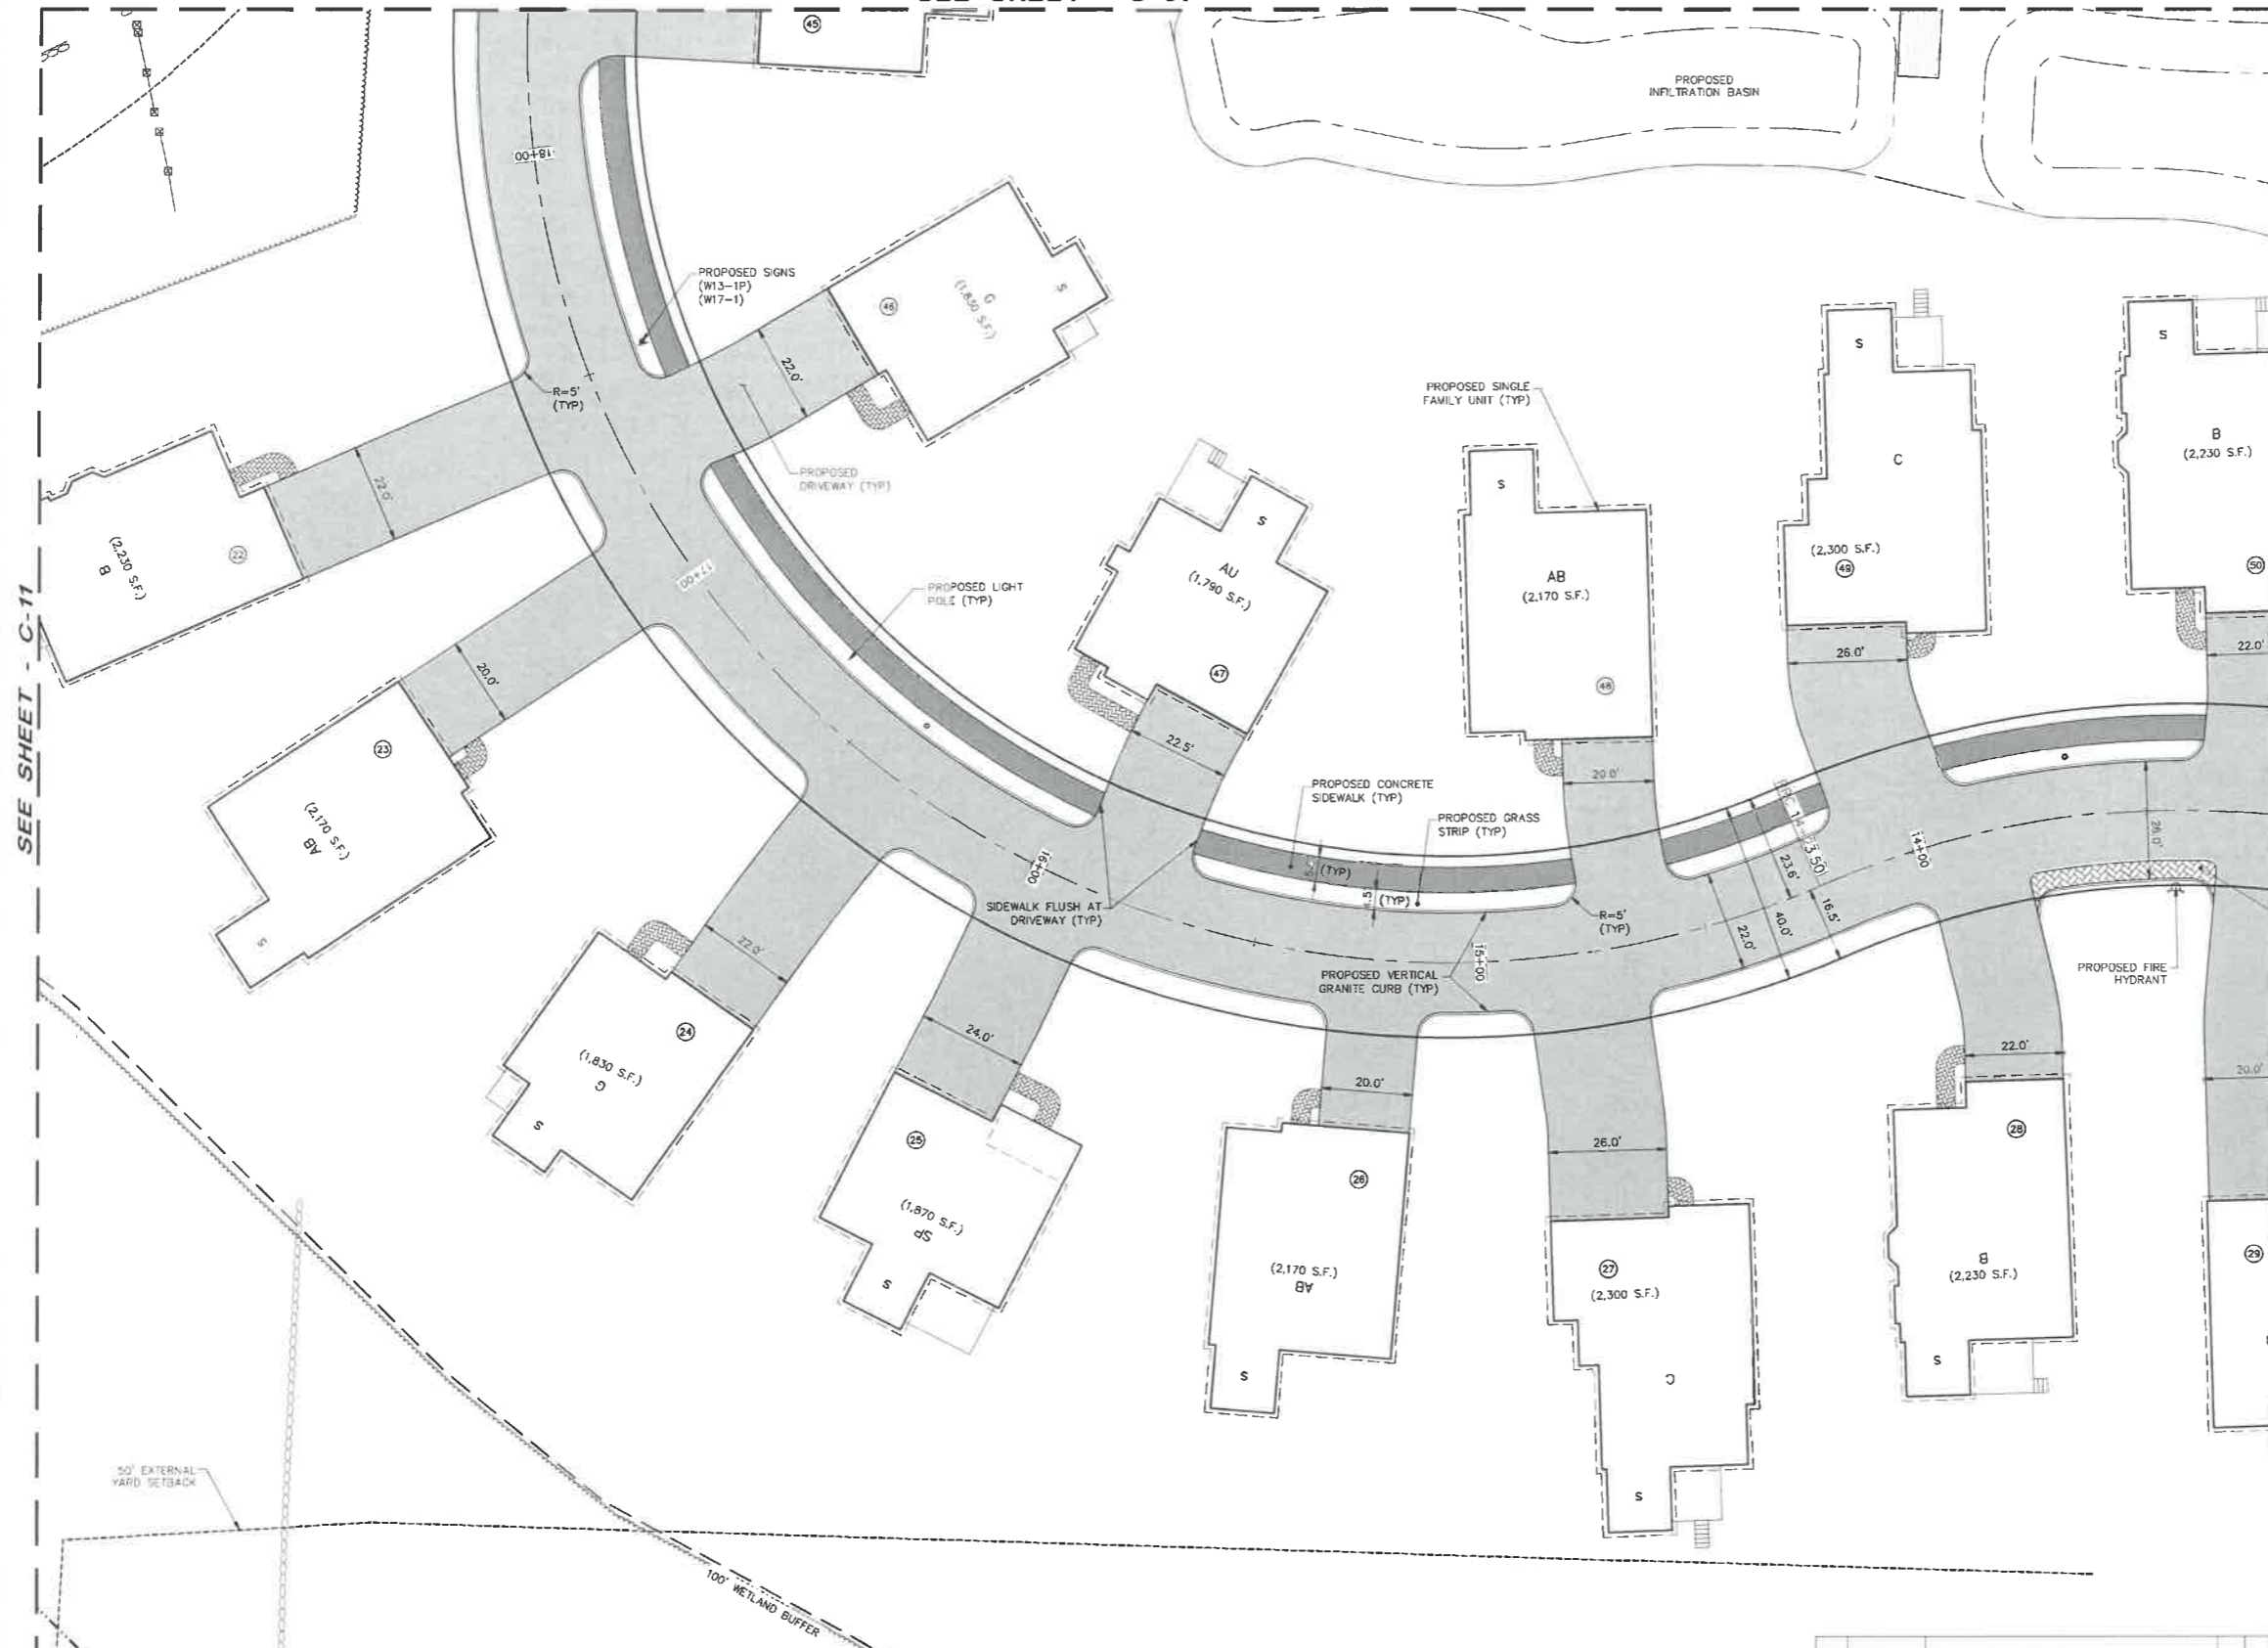 45
PROPOSED
INFILTRATION BASIN
18+00
PROPOSED SIGNS
(W13-1P)
(W17-1)
46
G
(1,830 S.F.)
S
22.0'
R=5'
(TYP)
PROPOSED
DRIVEWAY (TYP)
22.0'
22
(2,230 S.F.)
B
17+00
PROPOSED LIGHT
POLE (TYP)
S
AU
(1,790 S.F.)
47
22.5'
PROPOSED SINGLE
FAMILY UNIT (TYP)
S
AB
(2,170 S.F.)
48
20.0'
S
C
(2,300 S.F.)
49
26.0'
S
B
(2,230 S.F.)
50
22.0'
SEE SHEET - C-11
20.0'
23
(2,170 S.F.)
AB
S
PROPOSED CONCRETE
SIDEWALK (TYP)
PROPOSED GRASS
STRIP (TYP)
(TYP)
4.5'
(TYP)
R=5'
(TYP)
16+00
SIDEWALK FLUSH AT
DRIVEWAY (TYP)
15+00
PROPOSED VERTICAL
GRANITE CURB (TYP)
23.6'
16.5'
40.0'
22.0'
14+00
26.0'
PROPOSED FIRE
HYDRANT
22.0'
24
(1,830 S.F.)
G
S
24.0'
25
(1,870 S.F.)
SP
S
20.0'
26
(2,170 S.F.)
AB
S
26.0'
27
(2,300 S.F.)
C
S
22.0'
28
B
(2,230 S.F.)
S
20.0'
29
50' EXTERNAL
YARD SETBACK
100' WETLAND BUFFER